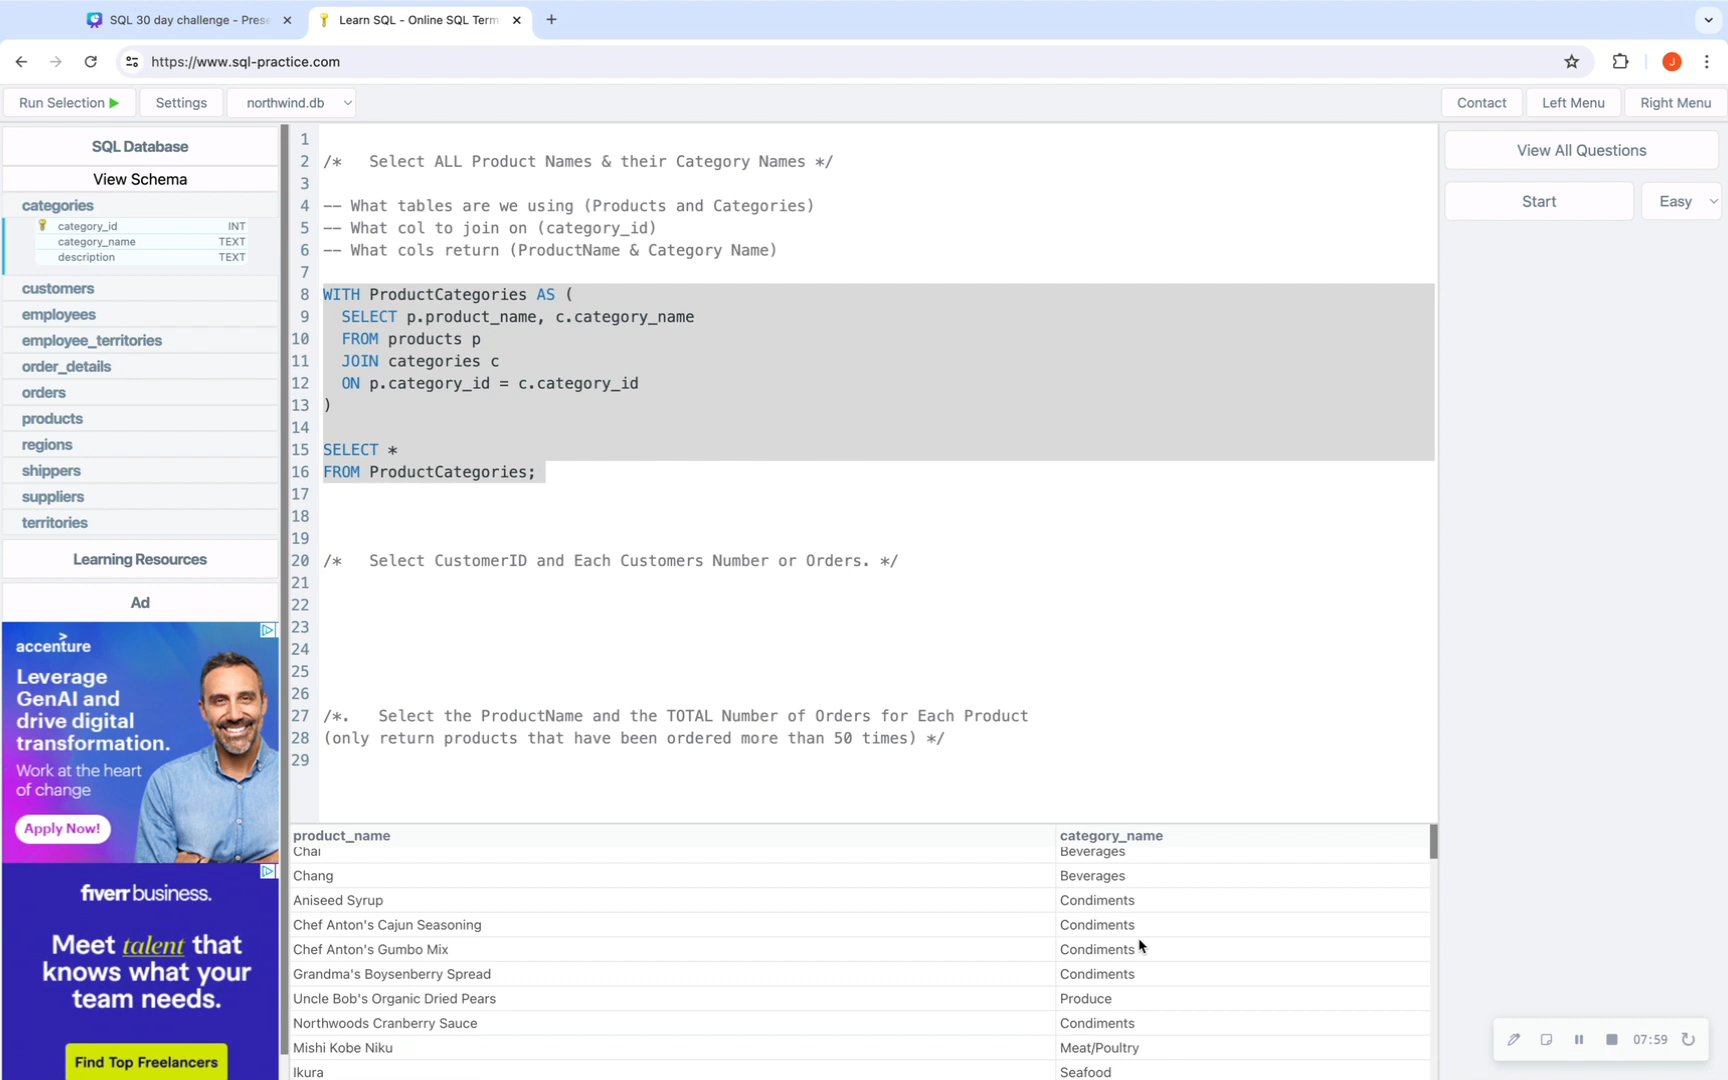 SQL 30 day challenge - Prese
Learn SQL - Online SQL Term
https://www.sql-practice.com
J
Run Selection
Settings
northwind.db
Contact
Left Menu
Right Menu
SQL Database
View Schema
categories
category_id INT
category_name TEXT
description TEXT
customers
employees
employee_territories
order_details
orders
products
regions
shippers
suppliers
territories
Learning Resources
Ad
accenture
Leverage
GenAI and
drive digital
transformation.
Work at the heart
of change
Apply Now!
fiverr business.
Meet talent that
knows what your
team needs.
Find Top Freelancers
1
2 /*   Select ALL Product Names & their Category Names */
3
4 -- What tables are we using (Products and Categories)
5 -- What col to join on (category_id)
6 -- What cols return (ProductName & Category Name)
7
8 WITH ProductCategories AS (
9   SELECT p.product_name, c.category_name
10   FROM products p
11   JOIN categories c
12   ON p.category_id = c.category_id
13 )
14
15 SELECT *
16 FROM ProductCategories;
17
18
19
20 /*   Select CustomerID and Each Customers Number or Orders. */
21
22
23
24
25
26
27 /*.   Select the ProductName and the TOTAL Number of Orders for Each Product
28 (only return products that have been ordered more than 50 times) */
29
product_name category_name
Chai Beverages
Chang Beverages
Aniseed Syrup Condiments
Chef Anton's Cajun Seasoning Condiments
Chef Anton's Gumbo Mix Condiments
Grandma's Boysenberry Spread Condiments
Uncle Bob's Organic Dried Pears Produce
Northwoods Cranberry Sauce Condiments
Mishi Kobe Niku Meat/Poultry
Ikura Seafood
View All Questions
Start
Easy
07:59